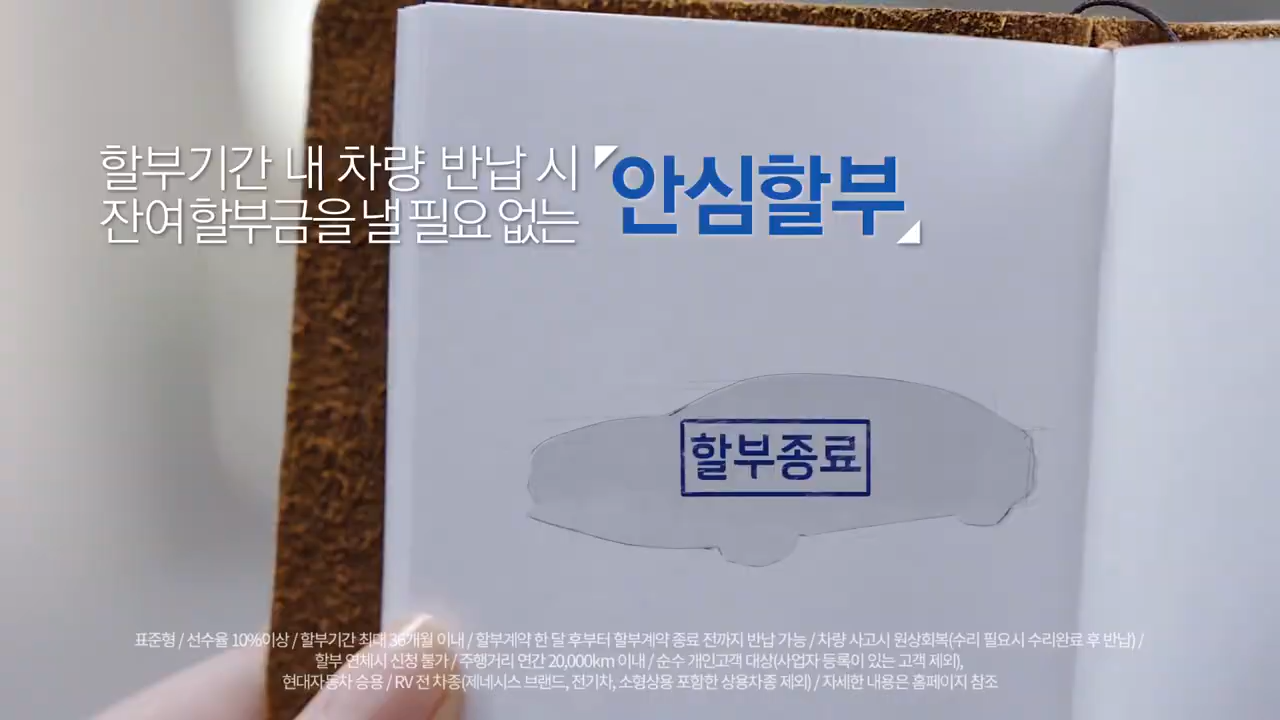 할부기간 내 차량 반납 시
잔여 할부금을 낼 필요 없는
안심할부
할부종료
표준형 / 선수율 10%이상 / 할부기간 최대 36개월 이내 / 할부계약 한 달 후부터 할부계약 종료 전까지 반납 가능 / 차량 사고시 원상회복(수리 필요시 수리완료 후 반납) /
할부 연체시 신청 불가 / 주행거리 연간 20,000km 이내 / 순수 개인고객 대상(사업자 등록이 있는 고객 제외),
현대자동차 승용 / RV 전 차종(제네시스 브랜드, 전기차, 소형상용 포함한 상용차종 제외) / 자세한 내용은 홈페이지 참조